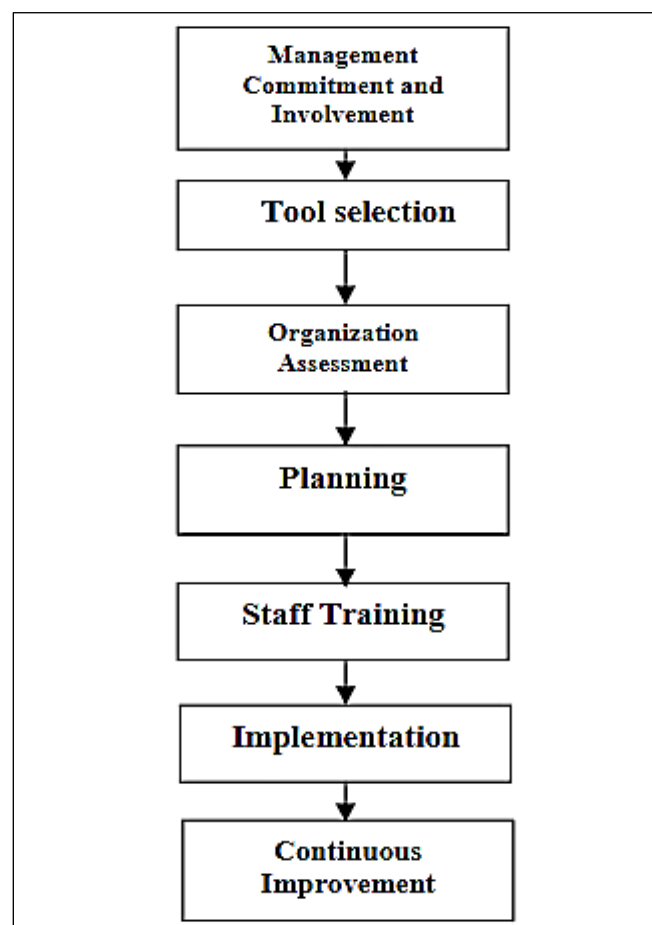 Management
Commitment and
Involvement
Tool selection
Organization
Assessment
Planning
Staff Training
Implementation
Continuous
Improvement